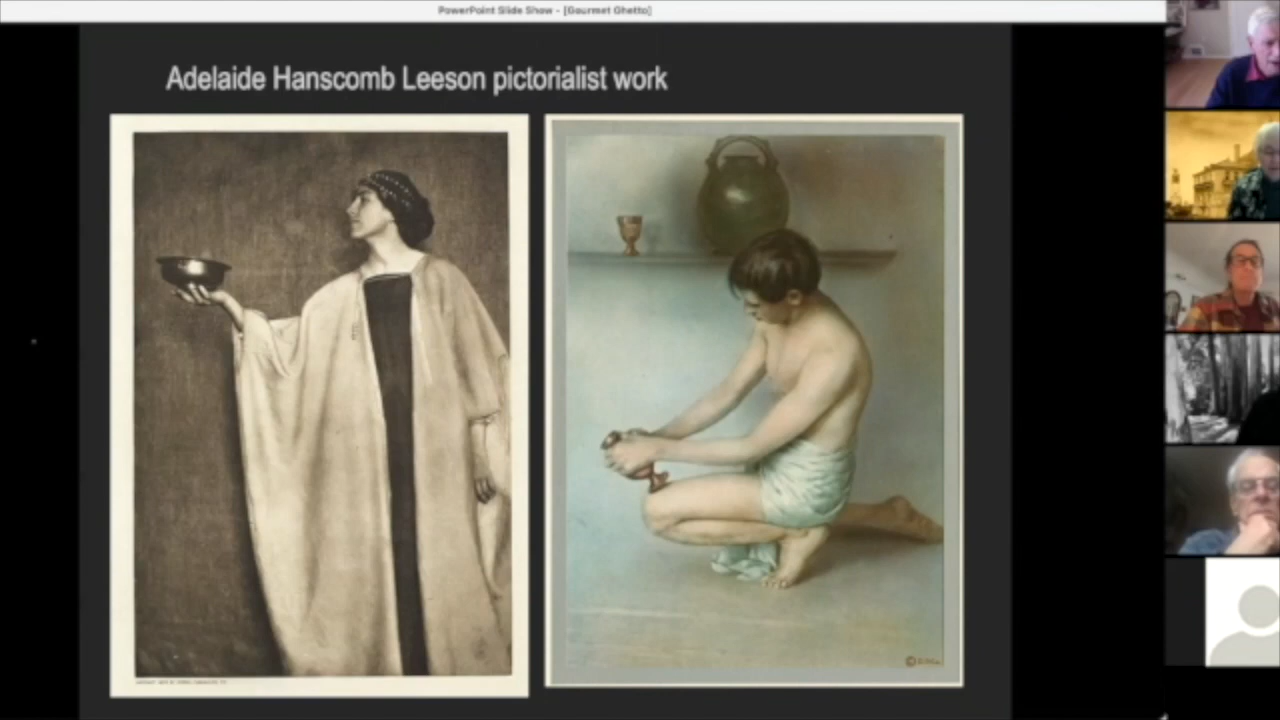 PowerPoint Slide Show - [Gourmet Ghetto]
Adelaide Hanscomb Leeson pictorialist work
©